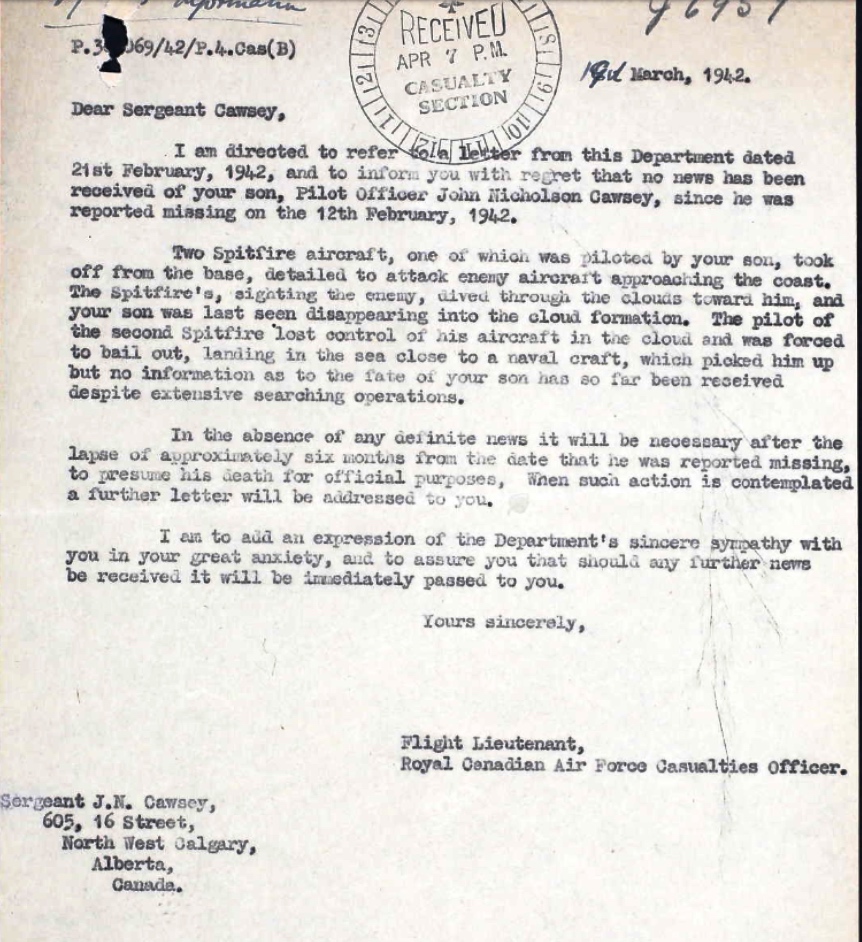 RECEIVED
APR 7 P.M.
CASUALTY
SECTION
069/42/P.4.Cas(B)
March, 1942.
Dear Sergeant Cawsey,
I am directed to refer to a letter from this Department dated
21st February, 1942, and to inform you with regret that no news has been
received of your son, Pilot Officer John Nicholson Cawsey, since he was
reported missing on the 12th February, 1942.
Two Spitfire aircraft, one of which was piloted by your son, took
off from the base, detailed to attack enemy aircraft approaching the coast.
The Spitfire's, sighting the enemy, dived through the clouds toward him, and
your son was last seen disappearing into the cloud formation. The pilot of
the second Spitfire lost control of his aircraft in the cloud and was forced
to bail out, landing in the sea close to a naval craft, which picked him up
but no information as to the fate of your son has so far been received
despite extensive searching operations.
In the absence of any definite news it will be necessary after the
lapse of approximately six months from the date that he was reported missing,
to presume his death for official purposes, When such action is contemplated
a further letter will be addressed to you.
I am to add an expression of the Department's sincere sympathy with
you in your great anxiety, and to assure you that should any further news
be received it will be immediately passed to you.
Yours sincerely,
Flight Lieutenant,
Royal Canadian Air Force Casualties Officer.
Sergeant J.N. Cawsey,
605, 16 Street,
North West Calgary,
Alberta,
Canada.